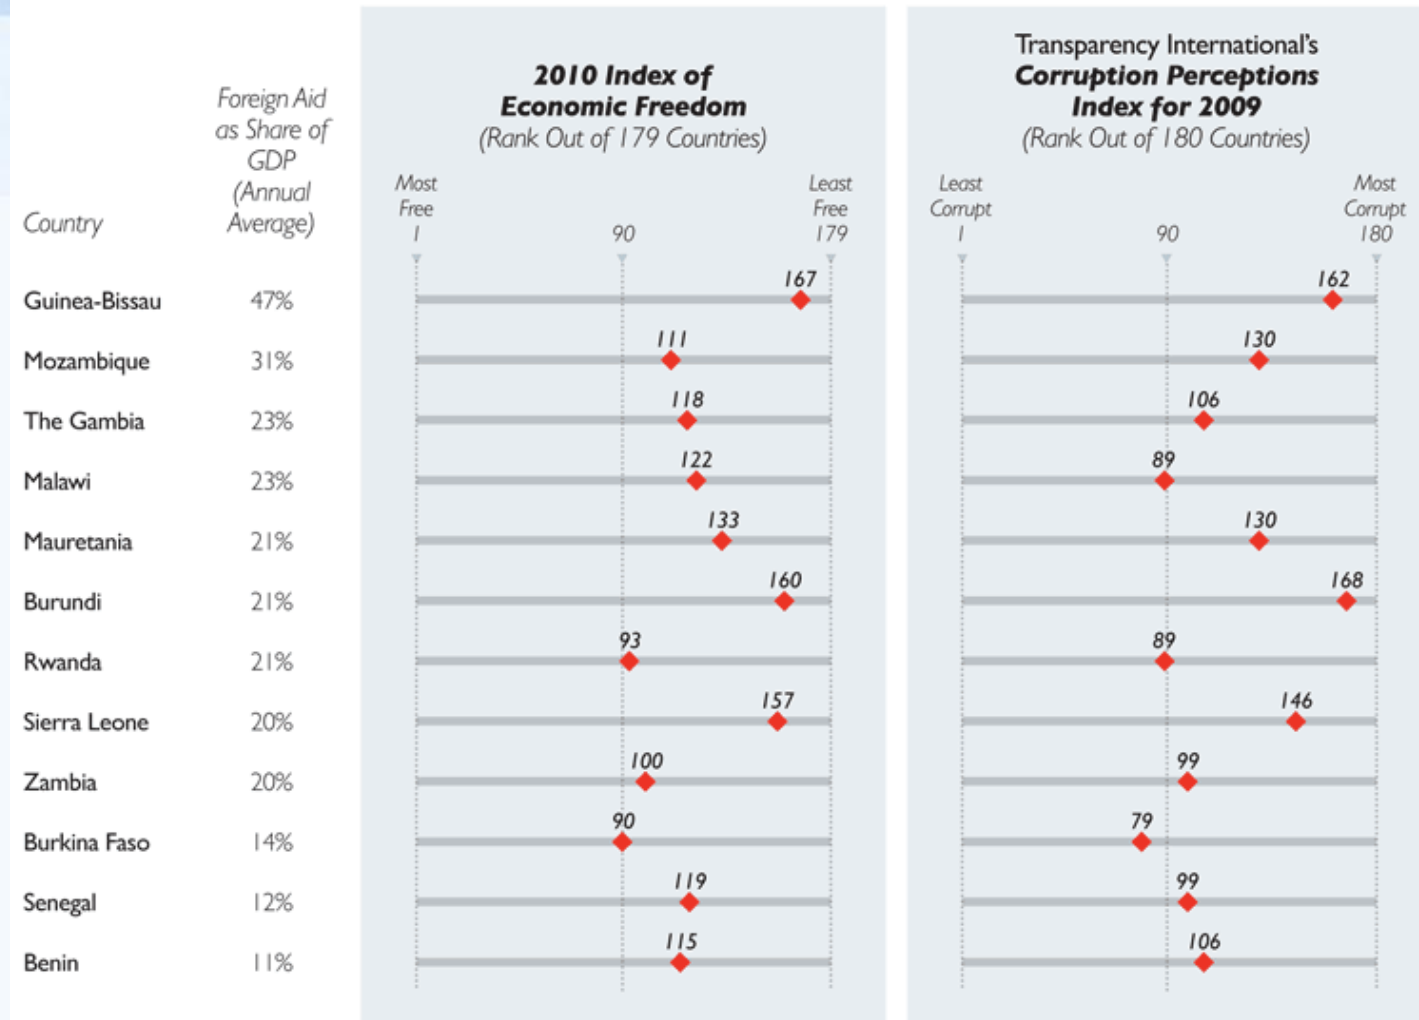 Foreign Aid
as Share of
GDP
(Annual
Average)
Country
2010 Index of
Economic Freedom
(Rank Out of 179 Countries)
Most
Free
1
90
Least
Free
179
Transparency International's
Corruption Perceptions
Index for 2009
(Rank Out of 180 Countries)
Least
Corrupt
1
90
Most
Corrupt
180
Guinea-Bissau 47% 167 162
Mozambique 31% 111 130
The Gambia 23% 118 106
Malawi 23% 122 89
Mauretania 21% 133 130
Burundi 21% 160 168
Rwanda 21% 93 89
Sierra Leone 20% 157 146
Zambia 20% 100 99
Burkina Faso 14% 90 79
Senegal 12% 119 99
Benin 11% 115 106